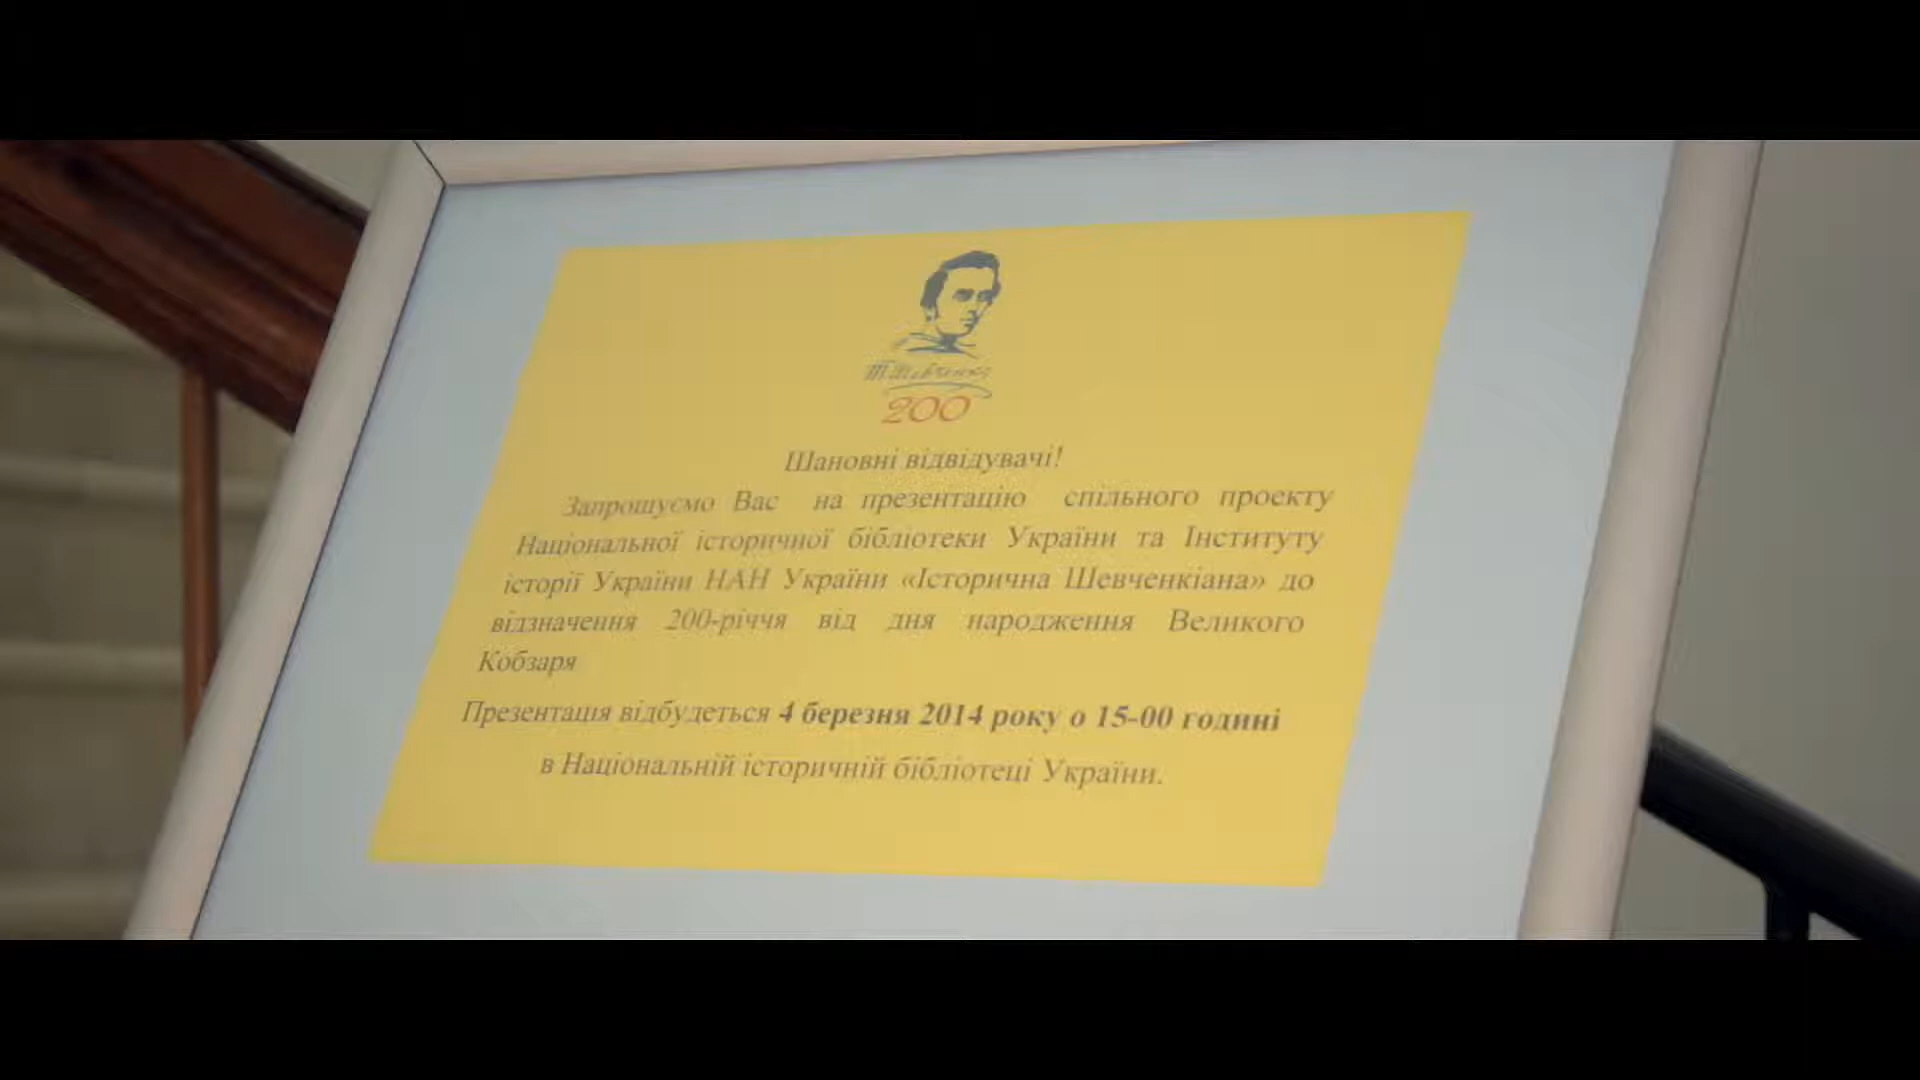 Т. Шевченко
200
Шановні відвідувачі!
Запрошуємо Вас на презентацію спільного проекту
Національної історичної бібліотеки України та Інституту
історії України НАН України «Історична Шевченкіана» до
відзначення 200-річчя від дня народження Великого
Кобзаря
Презентація відбудеться 4 березня 2014 року о 15-00 годині
в Національній історичній бібліотеці України.